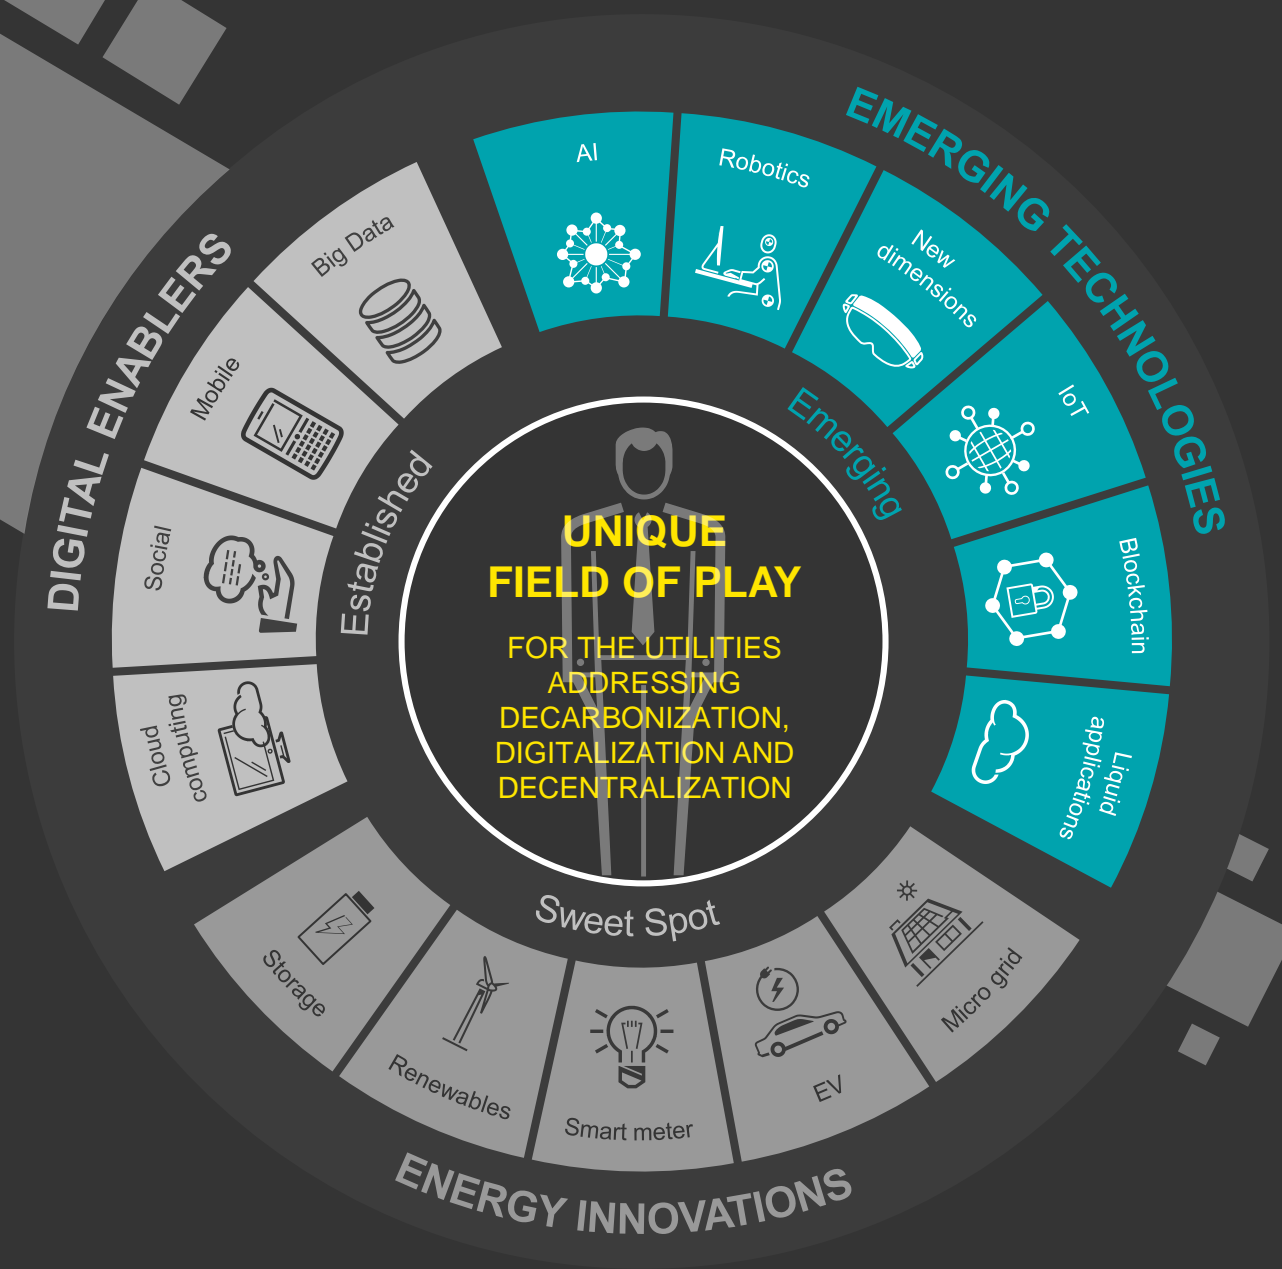 DIGITAL ENABLERS
Big Data
Mobile
Social
Cloud
computing
Established
EMERGING TECHNOLOGIES
AI
Robotics
New
dimensions
IoT
Blockchain
Liquid
applications
Emerging
UNIQUE
FIELD OF PLAY
FOR THE UTILITIES
ADDRESSING
DECARBONIZATION,
DIGITALIZATION AND
DECENTRALIZATION
Sweet Spot
Storage
Renewables
Smart meter
EV
Micro grid
ENERGY INNOVATIONS